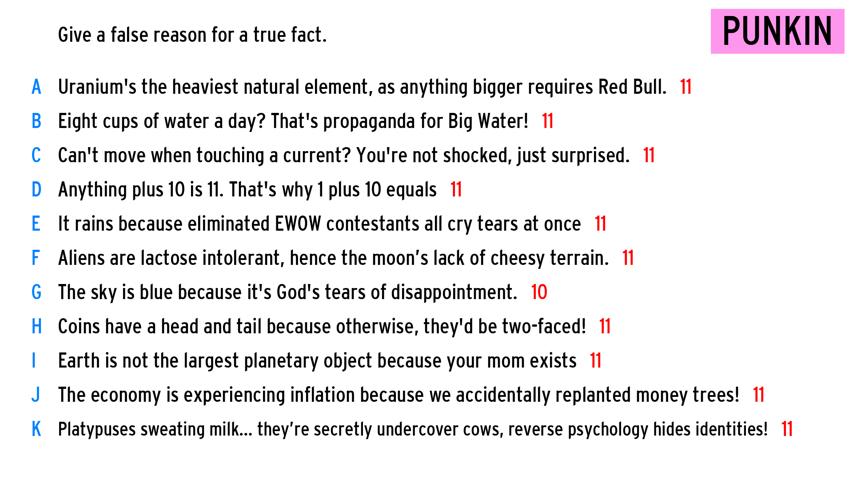 Give a false reason for a true fact.
PUNKIN
A Uranium's the heaviest natural element, as anything bigger requires Red Bull. 11
B Eight cups of water a day? That's propaganda for Big Water! 11
C Can't move when touching a current? You're not shocked, just surprised. 11
D Anything plus 10 is 11. That's why 1 plus 10 equals 11
E It rains because eliminated EWOW contestants all cry tears at once 11
F Aliens are lactose intolerant, hence the moon’s lack of cheesy terrain. 11
G The sky is blue because it's God's tears of disappointment. 10
H Coins have a head and tail because otherwise, they'd be two-faced! 11
I Earth is not the largest planetary object because your mom exists 11
J The economy is experiencing inflation because we accidentally replanted money trees! 11
K Platypuses sweating milk... they’re secretly undercover cows, reverse psychology hides identities! 11